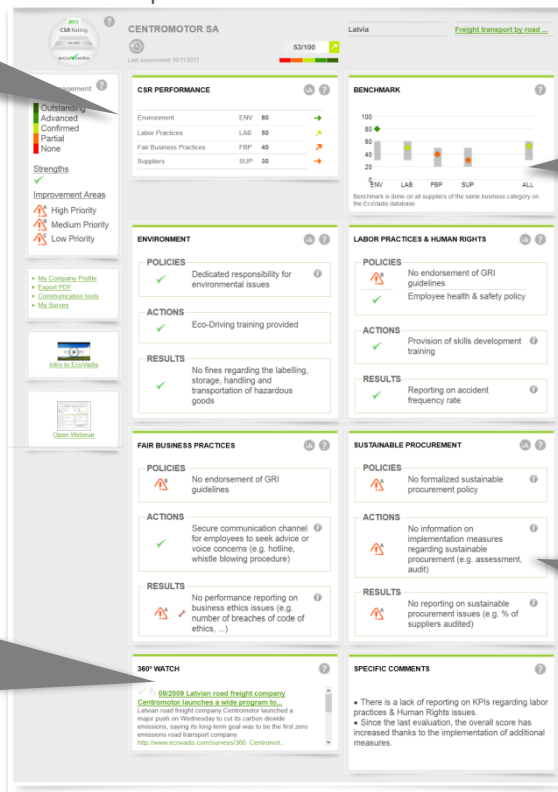 2013
CSR Rating
SILVER
ecovadis
CENTROMOTOR SA
Last assessment 10/11/2013
53/100
Latvia
Freight transport by road ...
Outstanding
Advanced
Confirmed
Partial
None
Strengths
Improvement Areas
High Priority
Medium Priority
Low Priority
My Company Profile
Export PDF
Communication tools
My Survey
Intro to EcoVadis
Open Webinar
CSR PERFORMANCE
Environment ENV 80
Labor Practices LAB 50
Fair Business Practices FBP 40
Suppliers SUP 30
BENCHMARK
100
80
60
40
20
0
ENV LAB FBP SUP ALL
Benchmark is done on all suppliers of the same business category on
the EcoVadis database
ENVIRONMENT
POLICIES
Dedicated responsibility for
environmental issues
ACTIONS
Eco-Driving training provided
RESULTS
No fines regarding the labelling,
storage, handling and
transportation of hazardous
goods
LABOR PRACTICES & HUMAN RIGHTS
POLICIES
No endorsement of GRI
guidelines
Employee health & safety policy
ACTIONS
Provision of skills development
training
RESULTS
Reporting on accident
frequency rate
FAIR BUSINESS PRACTICES
POLICIES
No endorsement of GRI
guidelines
ACTIONS
Secure communication channel
for employees to seek advice or
voice concerns (e.g. hotline,
whistle blowing procedure)
RESULTS
No performance reporting on
business ethics issues (e.g.
number of breaches of code of
ethics, ...)
SUSTAINABLE PROCUREMENT
POLICIES
No formalized sustainable
procurement policy
ACTIONS
No information on
implementation measures
regarding sustainable
procurement (e.g. assessment,
audit)
RESULTS
No reporting on sustainable
procurement issues (e.g. % of
suppliers audited)
360° WATCH
08/2009 Latvian road freight company
Centromotor launches a wide program to...
Latvian road freight company Centromotor launched a
major push on Wednesday to cut its carbon dioxide
emissions, saying its long-term goal was to be the first zero
emissions road transport company
http://www.ecovadis.com/surveys/360_Centromot...
SPECIFIC COMMENTS
• There is a lack of reporting on KPIs regarding labor
practices & Human Rights issues.
• Since the last evaluation, the overall score has
increased thanks to the implementation of additional
measures.